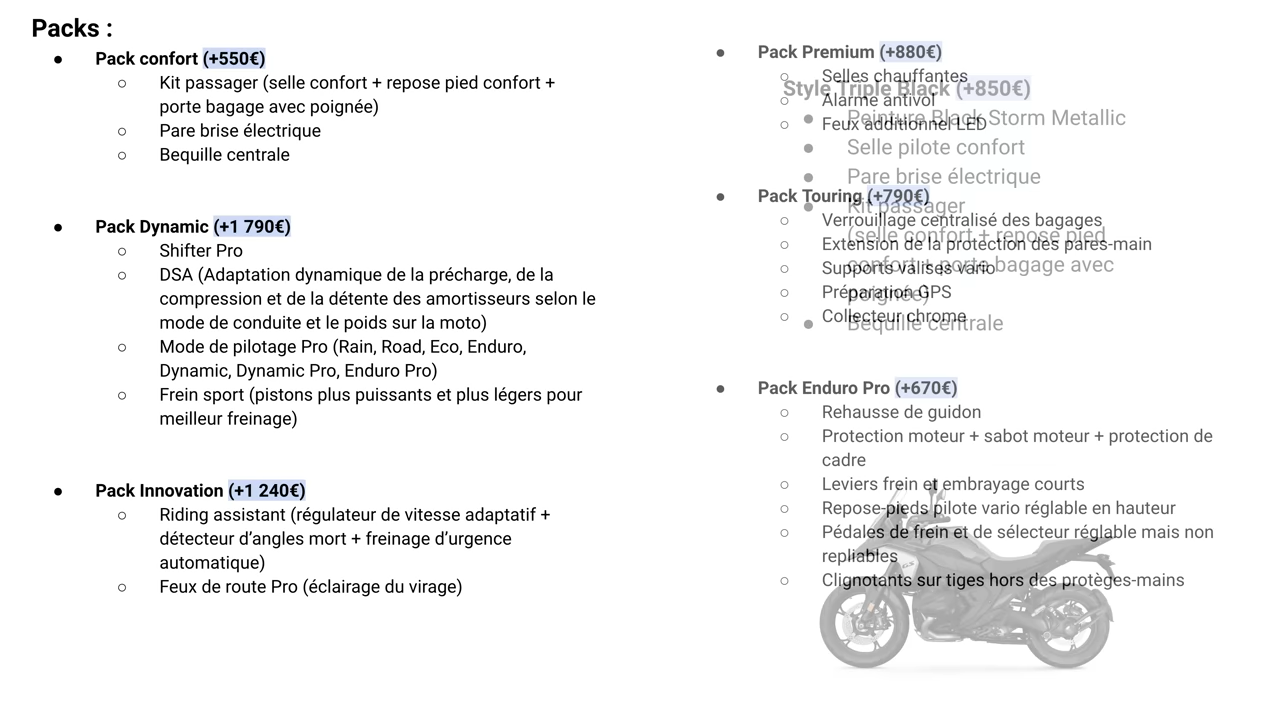 Packs :
● Pack confort (+550€)
○ Kit passager (selle confort + repose pied confort +
porte bagage avec poignée)
○ Pare brise électrique
○ Bequille centrale
● Pack Dynamic (+1 790€)
○ Shifter Pro
○ DSA (Adaptation dynamique de la précharge, de la
compression et de la détente des amortisseurs selon le
mode de conduite et le poids sur la moto)
○ Mode de pilotage Pro (Rain, Road, Eco, Enduro,
Dynamic, Dynamic Pro, Enduro Pro)
○ Frein sport (pistons plus puissants et plus légers pour
meilleur freinage)
● Pack Innovation (+1 240€)
○ Riding assistant (régulateur de vitesse adaptatif +
détecteur d’angles mort + freinage d’urgence
automatique)
○ Feux de route Pro (éclairage du virage)
● Pack Premium (+880€)
○ Selles chauffantes
○ Alarme antivol
○ Feux additionnel LED
● Pack Touring (+790€)
○ Verrouillage centralisé des bagages
○ Extension de la protection des pares-main
○ Supports valises vario
○ Préparation GPS
○ Collecteur chrome
● Pack Enduro Pro (+670€)
○ Rehausse de guidon
○ Protection moteur + sabot moteur + protection de
cadre
○ Leviers frein et embrayage courts
○ Repose-pieds pilote vario réglable en hauteur
○ Pédales de frein et de sélecteur réglable mais non
repliables
○ Clignotants sur tiges hors des protèges-mains
Style Triple Black (+850€)
● Peinture Black Storm Metallic
● Selle pilote confort
● Pare brise électrique
● Kit passager
(selle confort + repose pied
confort + porte bagage avec
poignée)
● Bequille centrale
GS